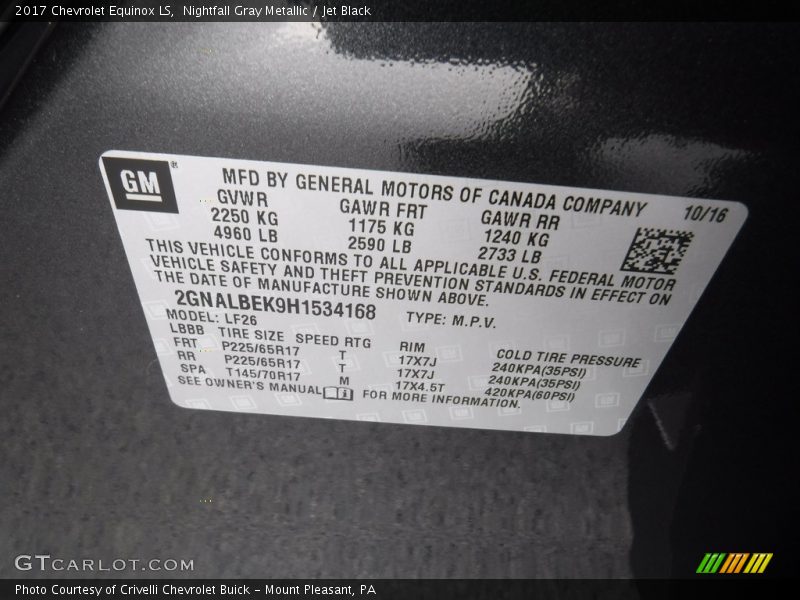 2017 Chevrolet Equinox LS, Nightfall Gray Metallic / Jet Black
GM®
MFD BY GENERAL MOTORS OF CANADA COMPANY 10/16
GVWR GAWR FRT GAWR RR
2250 KG 1175 KG 1240 KG
4960 LB 2590 LB 2733 LB
THIS VEHICLE CONFORMS TO ALL APPLICABLE U.S. FEDERAL MOTOR
VEHICLE SAFETY AND THEFT PREVENTION STANDARDS IN EFFECT ON
THE DATE OF MANUFACTURE SHOWN ABOVE.
2GNALBEK9H1534168 TYPE: M.P.V.
MODEL: LF26
LBBB TIRE SIZE SPEED RTG RIM COLD TIRE PRESSURE
FRT P225/65R17 T 17X7J 240KPA(35PSI)
RR P225/65R17 T 17X7J 240KPA(35PSI)
SPA T145/70R17 M 17X4.5T 420KPA(60PSI)
SEE OWNER'S MANUAL FOR MORE INFORMATION.
GTCARLOT.COM
Photo Courtesy of Crivelli Chevrolet Buick – Mount Pleasant, PA